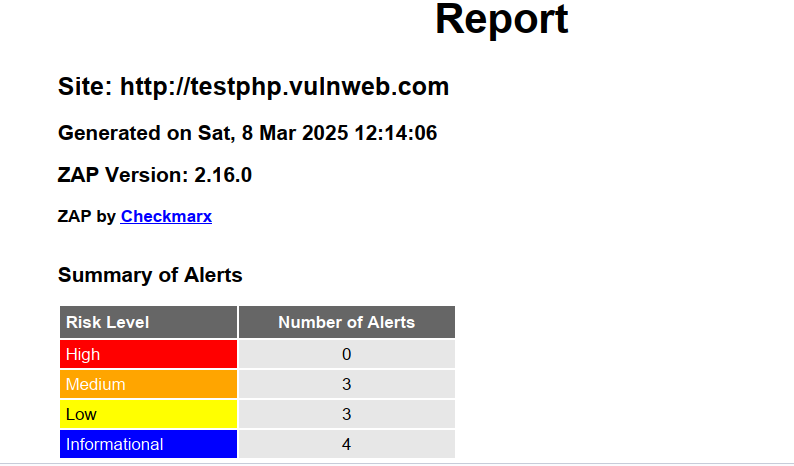 Report
Site: http://testphp.vulnweb.com
Generated on Sat, 8 Mar 2025 12:14:06
ZAP Version: 2.16.0
ZAP by Checkmarx
Summary of Alerts
Risk Level Number of Alerts
High 0
Medium 3
Low 3
Informational 4